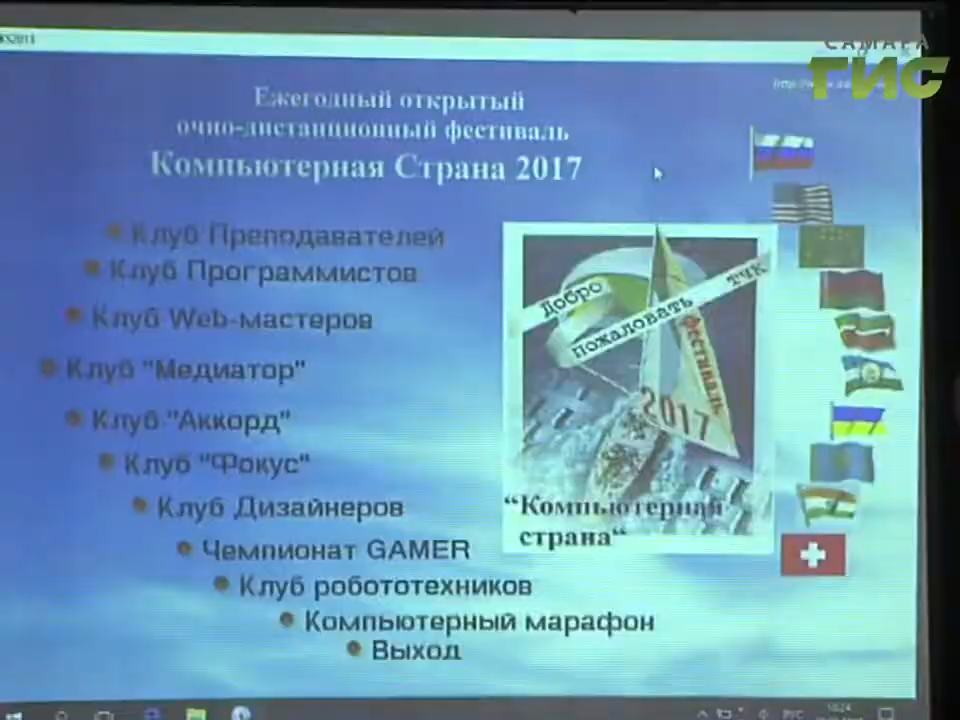 САМАРА
ГИС
Ежегодный открытый
очно-дистанционный фестиваль
Компьютерная Страна 2017
Клуб Преподавателей
Клуб Программистов
Клуб Web-мастеров
Клуб "Медиатор"
Клуб "Аккорд"
Клуб "Фокус"
Клуб Дизайнеров
Чемпионат GAMER
Клуб робототехников
Компьютерный марафон
Выход
Добро
пожаловать тчк
фестиваль
2017
“Компьютерная
страна“